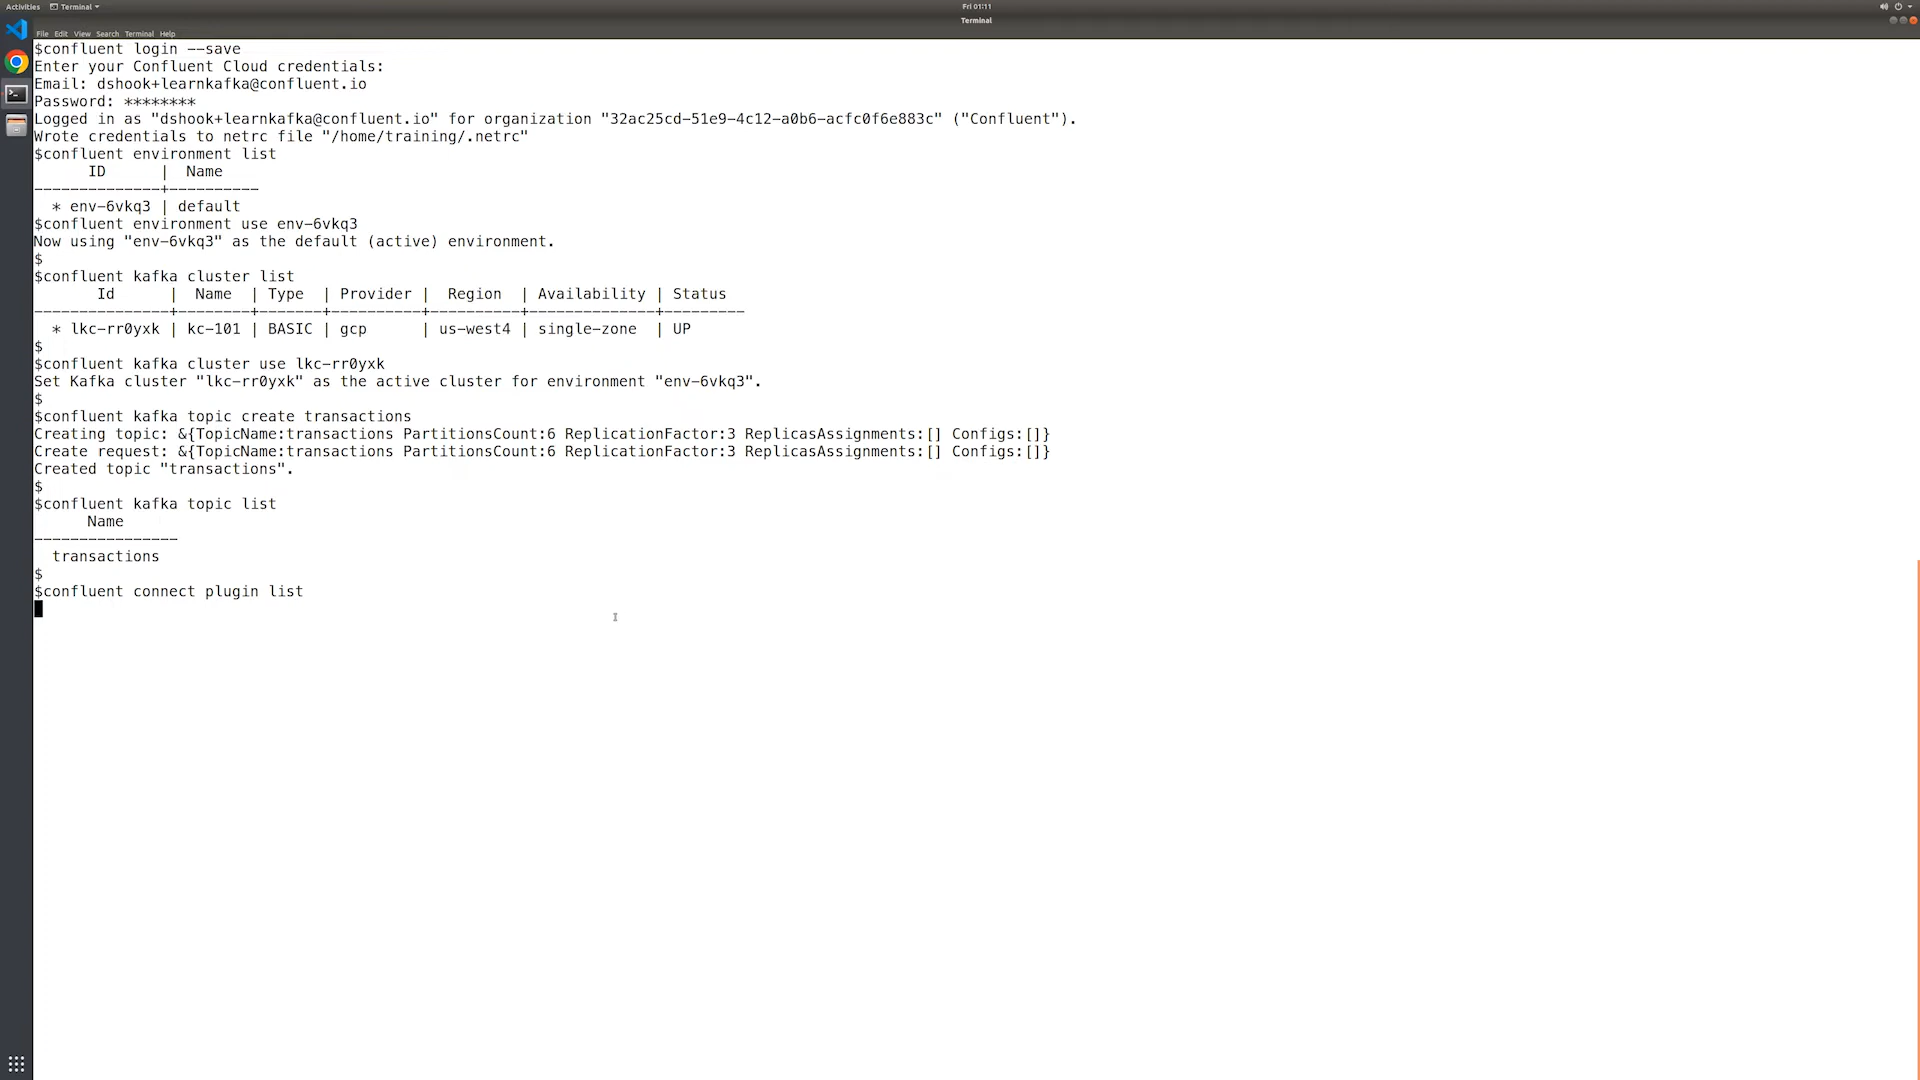 Activities Terminal Fri 01:11
Terminal
File Edit View Search Terminal Help
$confluent login --save
Enter your Confluent Cloud credentials:
Email: dshook+learnkafka@confluent.io
Password: ********
Logged in as "dshook+learnkafka@confluent.io" for organization "32ac25cd-51e9-4c12-a0b6-acfc0f6e883c" ("Confluent").
Wrote credentials to netrc file "/home/training/.netrc"
$confluent environment list
ID | Name
--------------+----------
* env-6vkq3 | default
$confluent environment use env-6vkq3
Now using "env-6vkq3" as the default (active) environment.
$
$confluent kafka cluster list
Id | Name | Type | Provider | Region | Availability | Status
---------------+--------+-------+----------+----------+--------------+---------
* lkc-rr0yxk | kc-101 | BASIC | gcp | us-west4 | single-zone | UP
$
$confluent kafka cluster use lkc-rr0yxk
Set Kafka cluster "lkc-rr0yxk" as the active cluster for environment "env-6vkq3".
$
$confluent kafka topic create transactions
Creating topic: &{TopicName:transactions PartitionsCount:6 ReplicationFactor:3 ReplicasAssignments:[] Configs:[]}
Create request: &{TopicName:transactions PartitionsCount:6 ReplicationFactor:3 ReplicasAssignments:[] Configs:[]}
Created topic "transactions".
$
$confluent kafka topic list
Name
----------------
transactions
$
$confluent connect plugin list